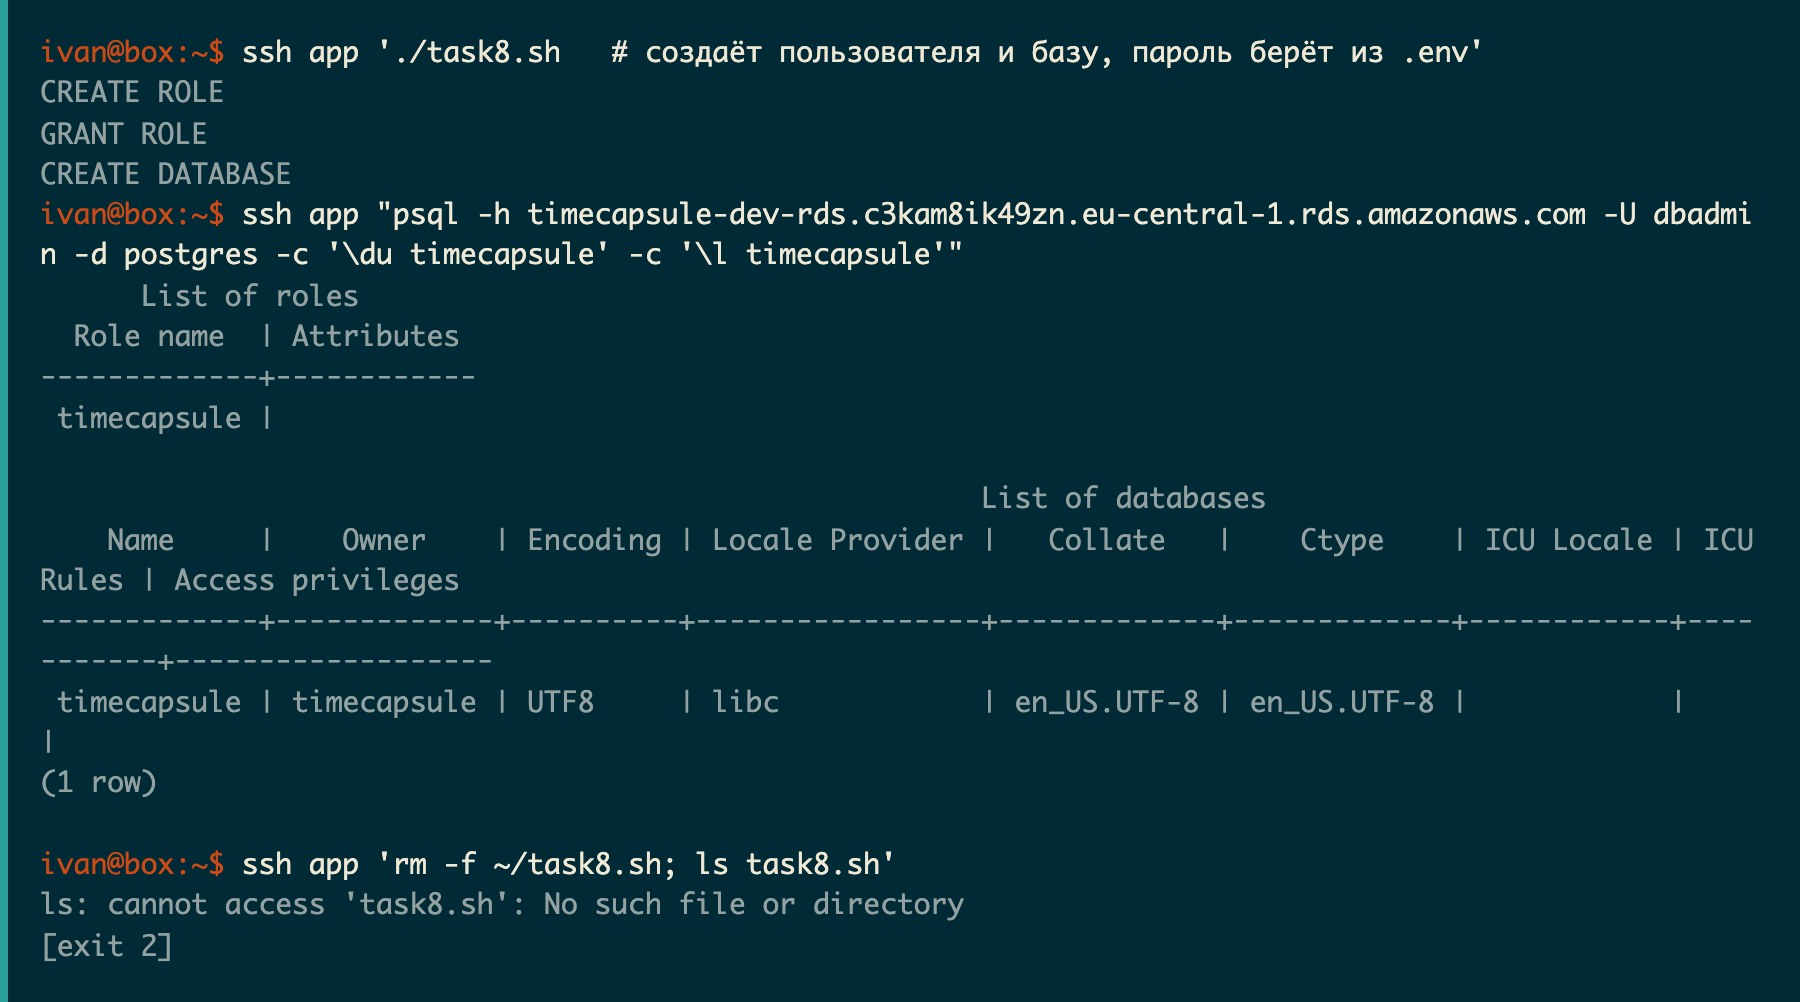 ivan@box:~$ ssh app './task8.sh   # создаёт пользователя и базу, пароль берёт из .env'
CREATE ROLE
GRANT ROLE
CREATE DATABASE
ivan@box:~$ ssh app "psql -h timecapsule-dev-rds.c3kam8ik49zn.eu-central-1.rds.amazonaws.com -U dbadmi
n -d postgres -c '\du timecapsule' -c '\l timecapsule'"
      List of roles
  Role name  | Attributes
-------------+------------
 timecapsule |

                                                        List of databases
    Name     |    Owner    | Encoding | Locale Provider |   Collate   |    Ctype    | ICU Locale | ICU
Rules | Access privileges
-------------+-------------+----------+-----------------+-------------+-------------+------------+----
-------+-------------------
 timecapsule | timecapsule | UTF8     | libc            | en_US.UTF-8 | en_US.UTF-8 |            |
|
(1 row)

ivan@box:~$ ssh app 'rm -f ~/task8.sh; ls task8.sh'
ls: cannot access 'task8.sh': No such file or directory
[exit 2]